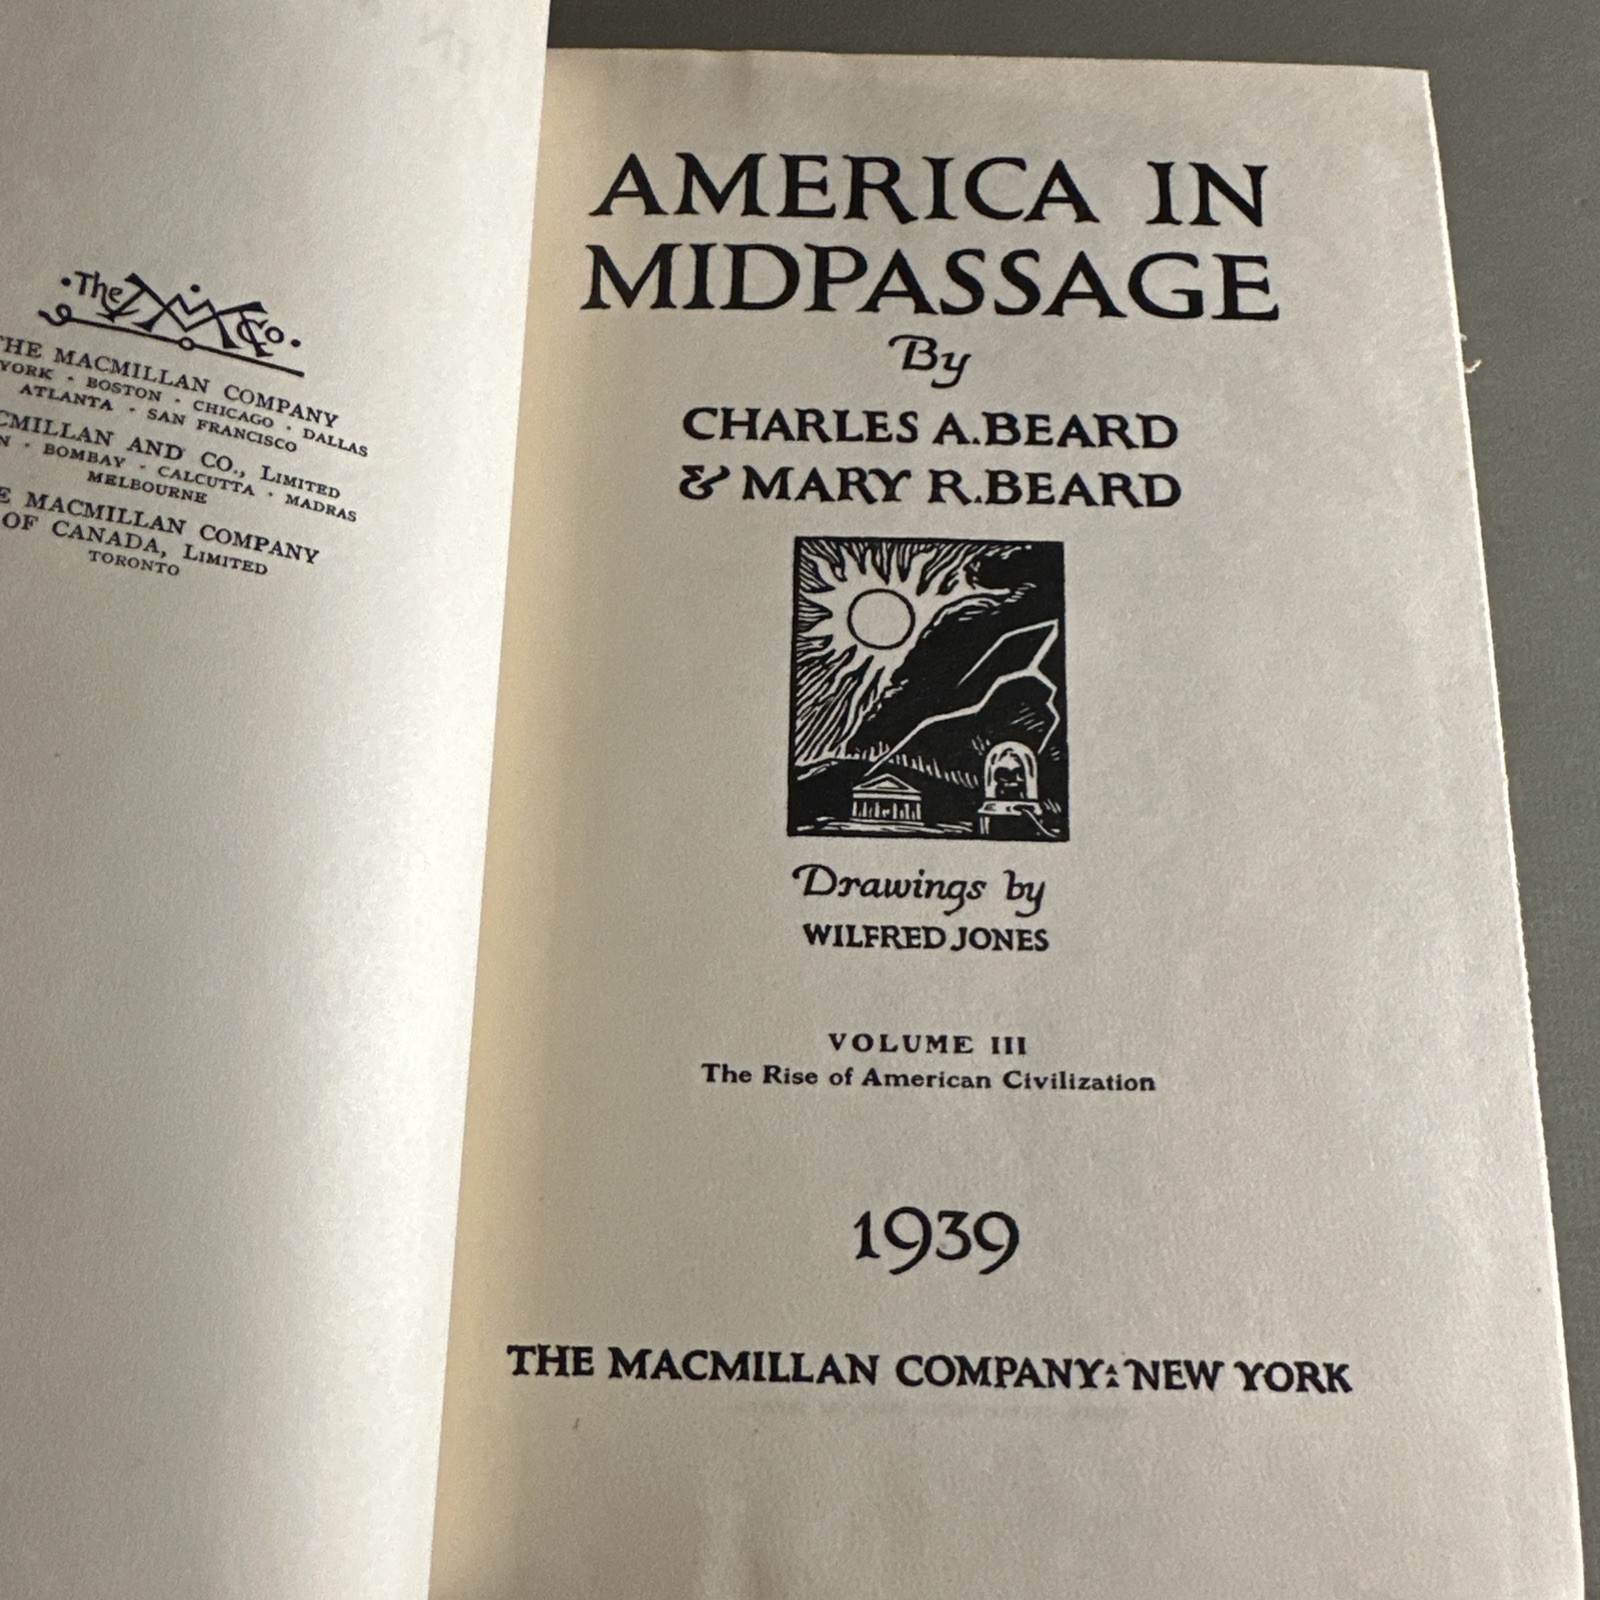 The MCo.
THE MACMILLAN COMPANY
YORK · BOSTON · CHICAGO · DALLAS
ATLANTA · SAN FRANCISCO
AND CO., LIMITED
BOMBAY · CALCUTTA · MADRAS
MELBOURNE
MACMILLAN COMPANY
OF CANADA, LIMITED
TORONTO
AMERICA IN
MIDPASSAGE
By
CHARLES A. BEARD
& MARY R. BEARD
Drawings by
WILFRED JONES
VOLUME III
The Rise of American Civilization
1939
THE MACMILLAN COMPANY : NEW YORK